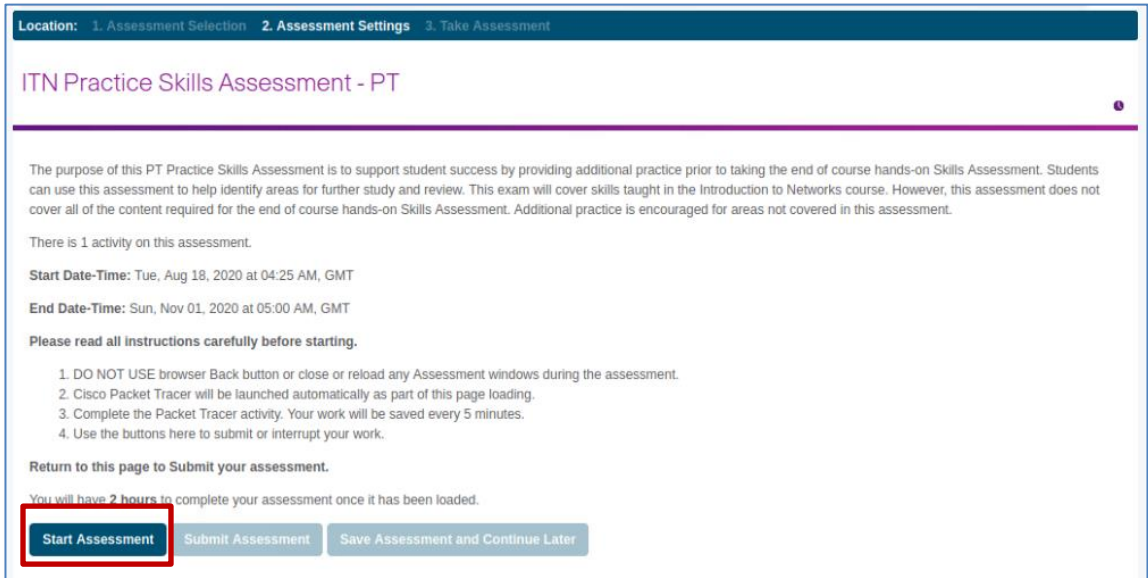 Location: 1. Assessment Selection 2. Assessment Settings 3. Take Assessment
ITN Practice Skills Assessment - PT
The purpose of this PT Practice Skills Assessment is to support student success by providing additional practice prior to taking the end of course hands-on Skills Assessment. Students
can use this assessment to help identify areas for further study and review. This exam will cover skills taught in the Introduction to Networks course. However, this assessment does not
cover all of the content required for the end of course hands-on Skills Assessment. Additional practice is encouraged for areas not covered in this assessment.
There is 1 activity on this assessment.
Start Date-Time: Tue, Aug 18, 2020 at 04:25 AM, GMT
End Date-Time: Sun, Nov 01, 2020 at 05:00 AM, GMT
Please read all instructions carefully before starting.
1. DO NOT USE browser Back button or close or reload any Assessment windows during the assessment.
2. Cisco Packet Tracer will be launched automatically as part of this page loading.
3. Complete the Packet Tracer activity. Your work will be saved every 5 minutes.
4. Use the buttons here to submit or interrupt your work.
Return to this page to Submit your assessment.
You will have 2 hours to complete your assessment once it has been loaded.
Start Assessment Submit Assessment Save Assessment and Continue Later